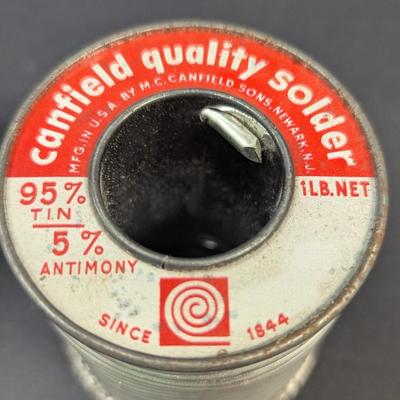 canfield quality solder
MFG.IN U.S.A. BY M.C. CANFIELD SONS, NEWARK, N.J.
95%
TIN
5%
ANTIMONY
1LB.NET
SINCE 1844